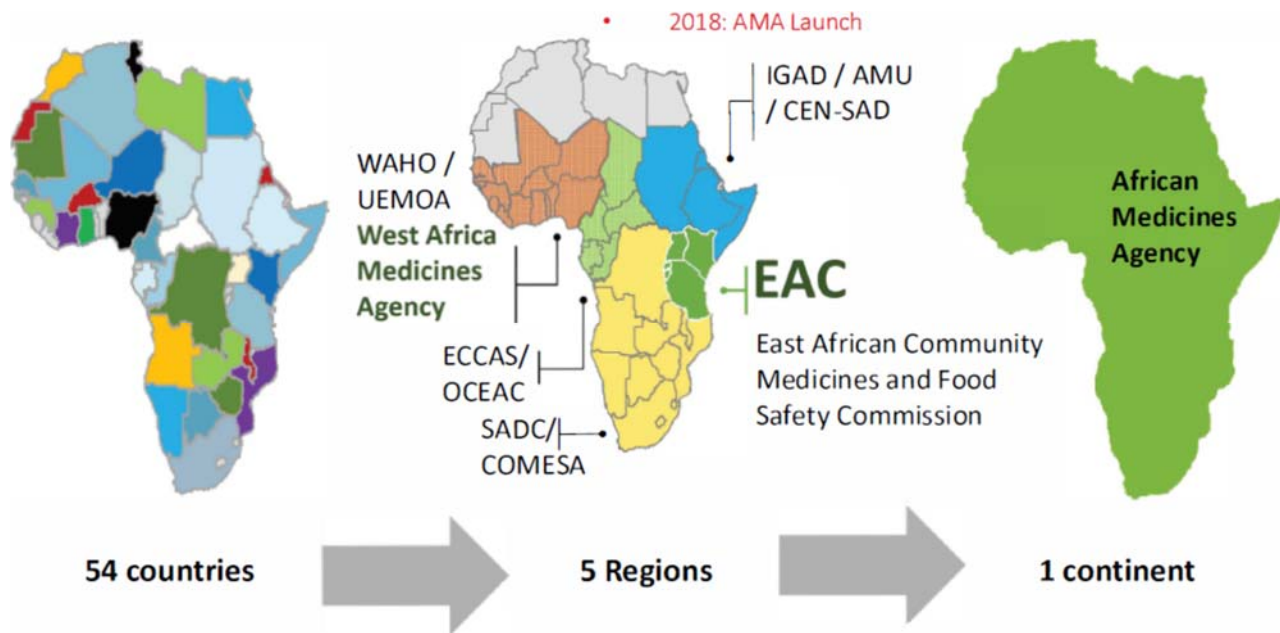 • 2018: AMA Launch
IGAD / AMU
/ CEN-SAD
WAHO /
UEMOA
West Africa
Medicines
Agency
EAC
East African Community
Medicines and Food
Safety Commission
ECCAS/
OCEAC
SADC/
COMESA
African
Medicines
Agency
54 countries
5 Regions
1 continent